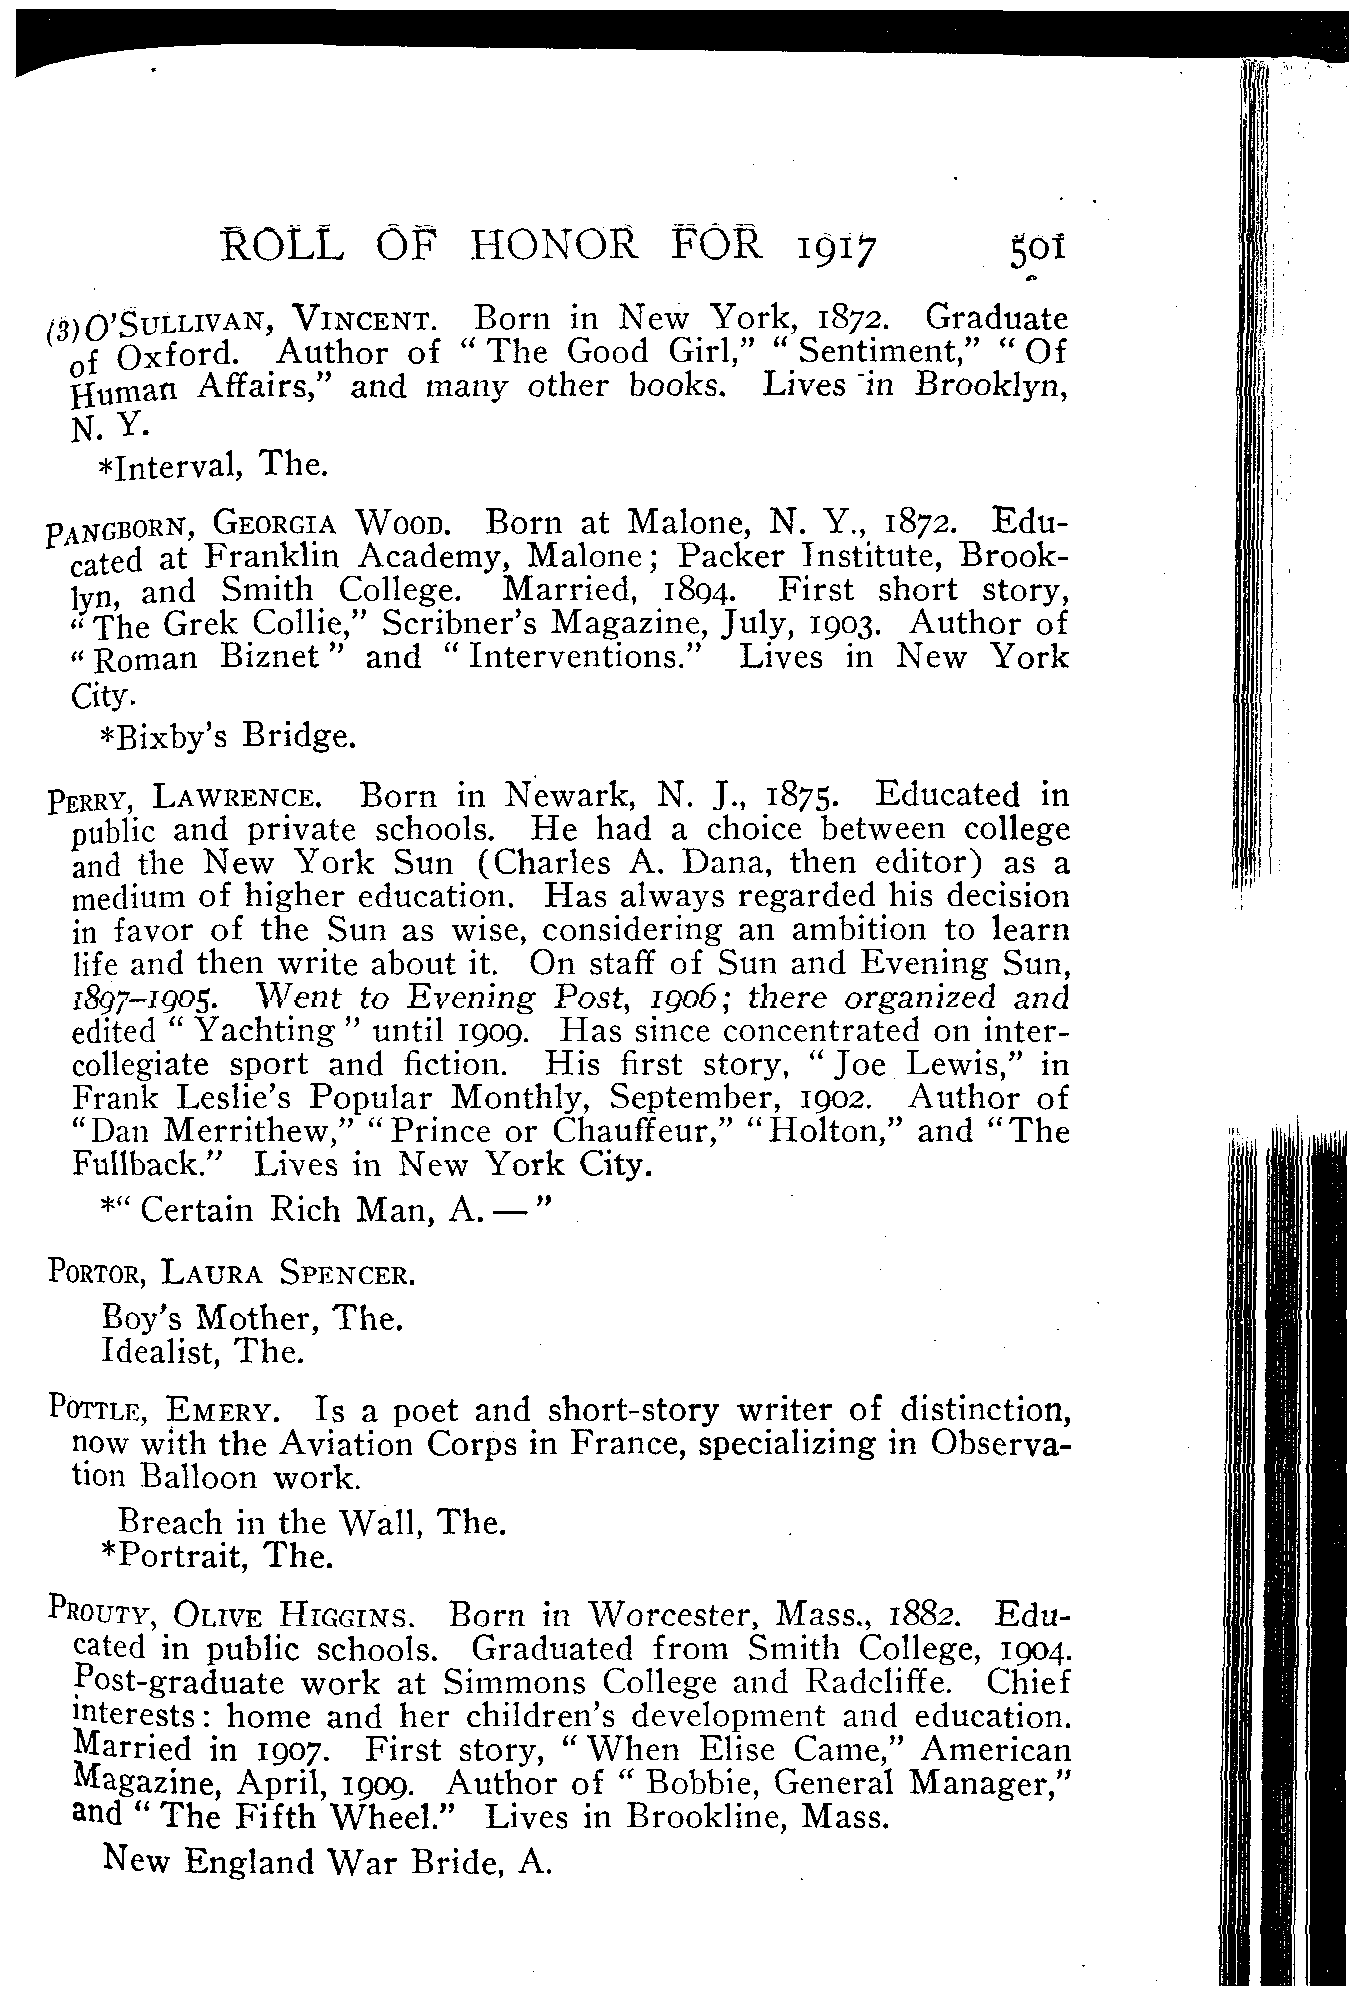 ROLL OF HONOR FOR 1917 501
(3) O'SULLIVAN, VINCENT. Born in New York, 1872. Graduate
of Oxford. Author of “The Good Girl,” “Sentiment,” “Of
Human Affairs,” and many other books. Lives in Brooklyn,
N. Y.
*Interval, The.
PANGBORN, GEORGIA WOOD. Born at Malone, N. Y., 1872. Edu-
cated at Franklin Academy, Malone; Packer Institute, Brook-
lyn, and Smith College. Married, 1894. First short story,
“The Grek Collie,” Scribner's Magazine, July, 1903. Author of
“Roman Biznet” and “Interventions.” Lives in New York
City.
*Bixby's Bridge.
PERRY, LAWRENCE. Born in Newark, N. J., 1875. Educated in
public and private schools. He had a choice between college
and the New York Sun (Charles A. Dana, then editor) as a
medium of higher education. Has always regarded his decision
in favor of the Sun as wise, considering an ambition to learn
life and then write about it. On staff of Sun and Evening Sun,
1897–1905. Went to Evening Post, 1906; there organized and
edited “Yachting” until 1909. Has since concentrated on inter-
collegiate sport and fiction. His first story, “Joe Lewis,” in
Frank Leslie's Popular Monthly, September, 1902. Author of
“Dan Merrithew,” “Prince or Chauffeur,” “Holton,” and “The
Fullback.” Lives in New York City.
*“Certain Rich Man, A.—”
PORTOR, LAURA SPENCER.
Boy's Mother, The.
Idealist, The.
POTTLE, EMERY. Is a poet and short-story writer of distinction,
now with the Aviation Corps in France, specializing in Observa-
tion Balloon work.
Breach in the Wall, The.
*Portrait, The.
PROUTY, OLIVE HIGGINS. Born in Worcester, Mass., 1882. Edu-
cated in public schools. Graduated from Smith College, 1904.
Post-graduate work at Simmons College and Radcliffe. Chief
interests: home and her children's development and education.
Married in 1907. First story, “When Elise Came,” American
Magazine, April, 1909. Author of “Bobbie, General Manager,”
and “The Fifth Wheel.” Lives in Brookline, Mass.
New England War Bride, A.